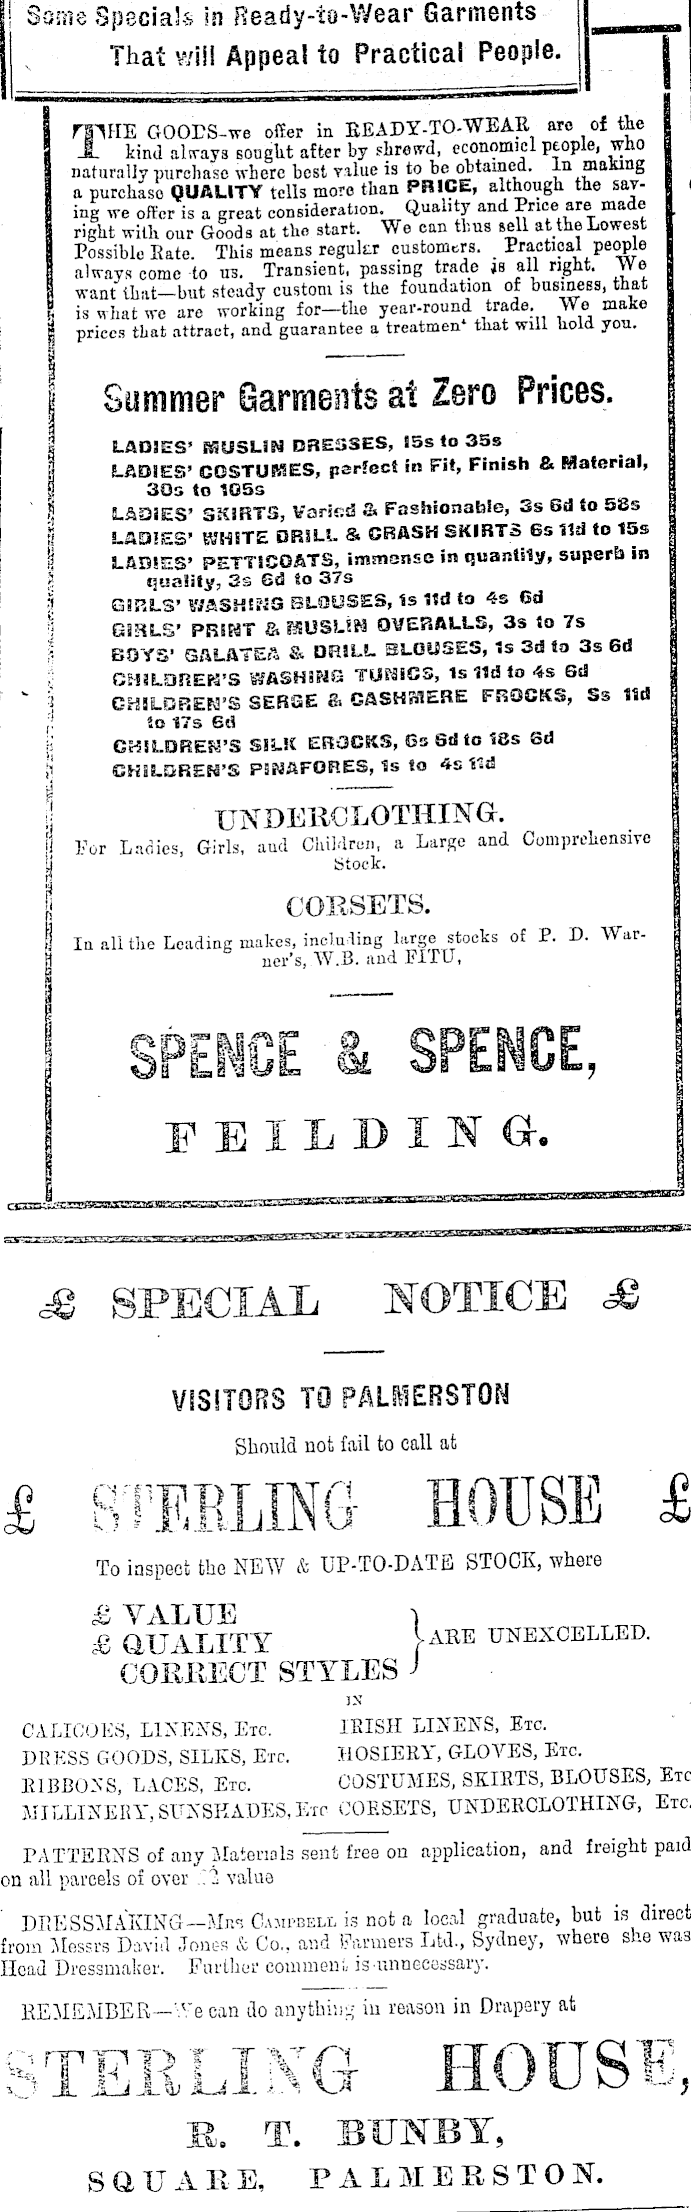 Some Specials in Ready-to-Wear Garments
That will Appeal to Practical People.
THE GOODS we offer in READY-TO-WEAR are of the
kind always sought after by shrewd, economicl people, who
naturally purchase where best value is to be obtained. In making
a purchase QUALITY tells more than PRICE, although the sav-
ing we offer is a great consideration. Quality and Price are made
right with our Goods at the start. We can thus sell at the Lowest
Possible Rate. This means regular customers. Practical people
always come to us. Transient, passing trade is all right. We
want that—but steady custom is the foundation of business, that
is what we are working for—the year-round trade. We make
prices that attract, and guarantee a treatment that will hold you.
Summer Garments at Zero Prices.
LADIES' MUSLIN DRESSES, 15s to 35s
LADIES' COSTUMES, perfect in Fit, Finish & Material,
30s to 105s
LADIES' SKIRTS, Varied & Fashionable, 3s 6d to 58s
LADIES' WHITE DRILL & CRASH SKIRTS 6s 11d to 15s
LADIES' PETTICOATS, immense in quantity, superb in
quality, 3s 6d to 37s
GIRLS' WASHING BLOUSES, 1s 11d to 4s 6d
GIRLS' PRINT & MUSLIN OVERALLS, 3s to 7s
BOYS' GALATEA & DRILL BLOUSES, 1s 3d to 3s 6d
CHILDREN'S WASHING TUNICS, 1s 11d to 4s 6d
CHILDREN'S SERGE & CASHMERE FROCKS, 11d
to 17s 6d
CHILDREN'S SILK EROCKS, 6s 6d to 18s 6d
CHILDREN'S PINAFORES, 1s to 4s 11d
UNDERCLOTHING.
For Ladies, Girls, and Children, a Large and Comprehensive
Stock.
CORSETS.
In all the Leading makes, including large stocks of P. D. War-
ner's, W.B. and FITU,
SPENCE & SPENCE,
FEILDING.
£ SPECIAL NOTICE £
VISITORS TO PALMERSTON
Should not fail to call at
£ STERLING HOUSE £
To inspect the NEW & UP-TO-DATE STOCK, where
£ VALUE
£ QUALITY } ARE UNEXCELLED.
CORRECT STYLES
IN
CALICOES, LINENS, Etc. IRISH LINENS, Etc.
DRESS GOODS, SILKS, Etc. HOSIERY, GLOVES, Etc.
RIBBONS, LACES, Etc. COSTUMES, SKIRTS, BLOUSES, Etc
MILLINERY, SUNSHADES, Etc CORSETS, UNDERCLOTHING, Etc.
PATTERNS of any Materials sent free on application, and freight paid
on all parcels of over value
DRESSMAKING—Mrs CAMPBELL is not a local graduate, but is direct
from Messrs David Jones & Co., and Farmers Ltd., Sydney, where she was
Head Dressmaker. Further comment is unnecessary.
REMEMBER—We can do anything in reason in Drapery at
STERLING HOUSE,
R. T. BUNBY,
SQUARE, PALMERSTON.